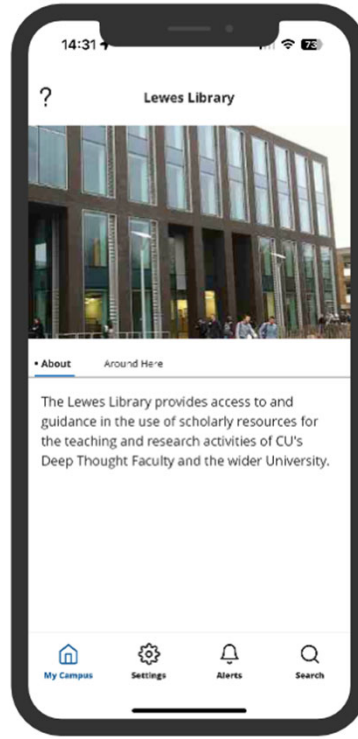 14:31
73
?
Lewes Library
• About
Around Here
The Lewes Library provides access to and
guidance in the use of scholarly resources for
the teaching and research activities of CU's
Deep Thought Faculty and the wider University.
My Campus
Settings
Alerts
Search